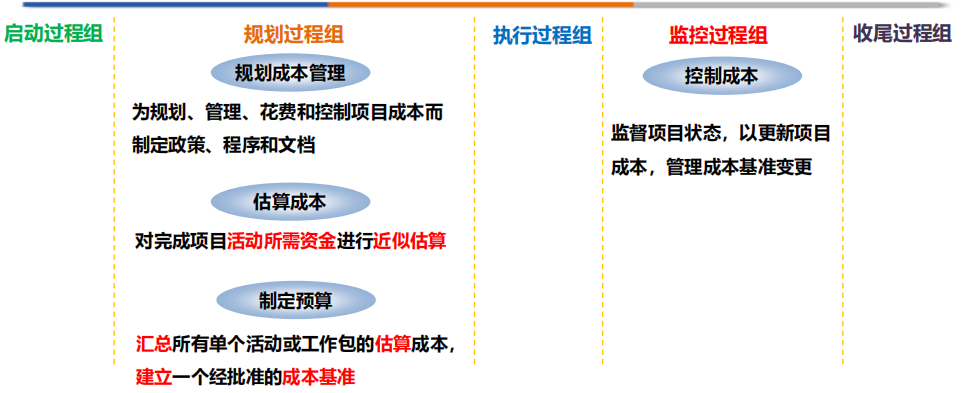 启动过程组
规划过程组
执行过程组
监控过程组
收尾过程组
规划成本管理
为规划、管理、花费和控制项目成本而
制定政策、程序和文档
估算成本
对完成项目活动所需资金进行近似估算
制定预算
汇总所有单个活动或工作包的估算成本，
建立一个经批准的成本基准
控制成本
监督项目状态，以更新项目
成本，管理成本基准变更